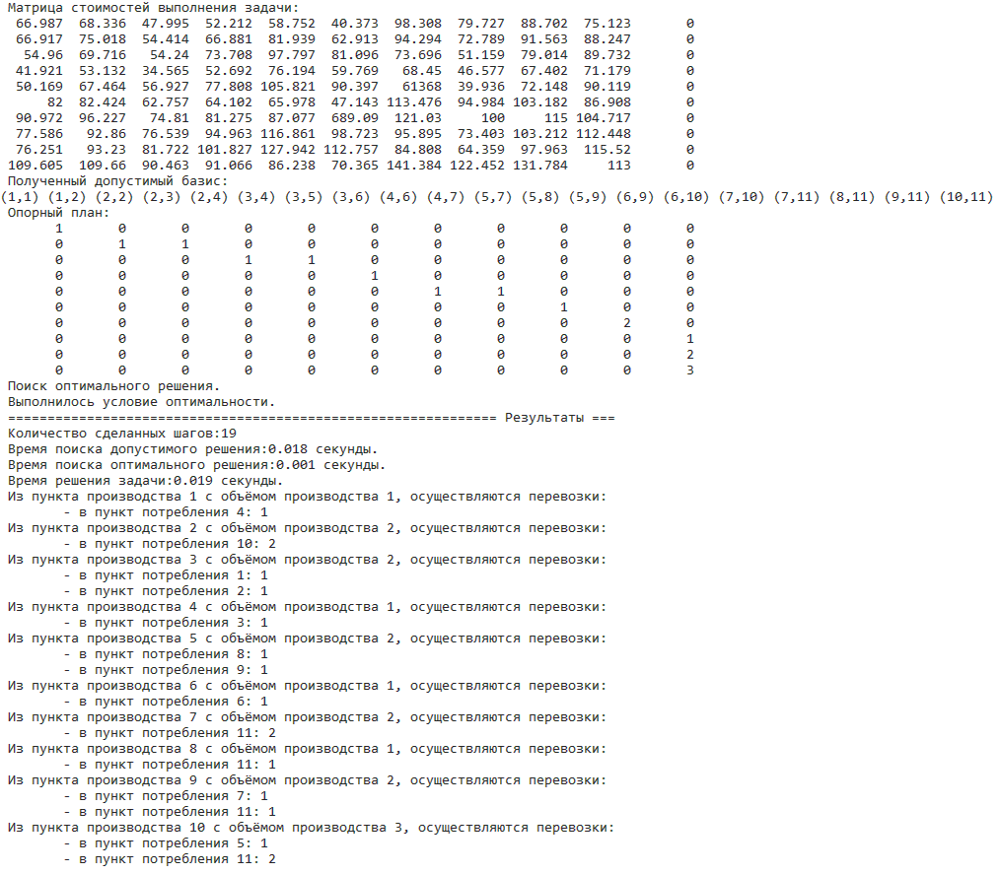 Матрица стоимостей выполнения задачи:
66.987 68.336 47.995 52.212 58.752 40.373 98.308 79.727 88.702 75.123 0
66.917 75.018 54.414 66.881 81.939 62.913 94.294 72.789 91.563 88.247 0
54.96 69.716 54.24 73.708 97.797 81.096 73.696 51.159 79.014 89.732 0
41.921 53.132 34.565 52.692 76.194 59.769 68.45 46.577 67.402 71.179 0
50.169 67.464 56.927 77.808 105.821 90.397 61368 39.936 72.148 90.119 0
82 82.424 62.757 64.102 65.978 47.143 113.476 94.984 103.182 86.908 0
90.972 96.227 74.81 81.275 87.077 689.09 121.03 100 115 104.717 0
77.586 92.86 76.539 94.963 116.861 98.723 95.895 73.403 103.212 112.448 0
76.251 93.23 81.722 101.827 127.942 112.757 84.808 64.359 97.963 115.52 0
109.605 109.66 90.463 91.066 86.238 70.365 141.384 122.452 131.784 113 0
Полученный допустимый базис:
(1,1) (1,2) (2,2) (2,3) (2,4) (3,4) (3,5) (3,6) (4,6) (4,7) (5,7) (5,8) (5,9) (6,9) (6,10) (7,10) (7,11) (8,11) (9,11) (10,11)
Опорный план:
1 0 0 0 0 0 0 0 0 0 0
0 1 1 0 0 0 0 0 0 0 0
0 0 0 1 1 0 0 0 0 0 0
0 0 0 0 0 1 0 0 0 0 0
0 0 0 0 0 0 1 1 0 0 0
0 0 0 0 0 0 0 0 1 0 0
0 0 0 0 0 0 0 0 0 2 0
0 0 0 0 0 0 0 0 0 0 1
0 0 0 0 0 0 0 0 0 0 2
0 0 0 0 0 0 0 0 0 0 3
Поиск оптимального решения.
Выполнилось условие оптимальности.
============================================================== Результаты ===
Количество сделанных шагов:19
Время поиска допустимого решения:0.018 секунды.
Время поиска оптимального решения:0.001 секунды.
Время решения задачи:0.019 секунды.
Из пункта производства 1 с объёмом производства 1, осуществляются перевозки:
- в пункт потребления 4: 1
Из пункта производства 2 с объёмом производства 2, осуществляются перевозки:
- в пункт потребления 10: 2
Из пункта производства 3 с объёмом производства 2, осуществляются перевозки:
- в пункт потребления 1: 1
- в пункт потребления 2: 1
Из пункта производства 4 с объёмом производства 1, осуществляются перевозки:
- в пункт потребления 3: 1
Из пункта производства 5 с объёмом производства 2, осуществляются перевозки:
- в пункт потребления 8: 1
- в пункт потребления 9: 1
Из пункта производства 6 с объёмом производства 1, осуществляются перевозки:
- в пункт потребления 6: 1
Из пункта производства 7 с объёмом производства 2, осуществляются перевозки:
- в пункт потребления 11: 2
Из пункта производства 8 с объёмом производства 1, осуществляются перевозки:
- в пункт потребления 11: 1
Из пункта производства 9 с объёмом производства 2, осуществляются перевозки:
- в пункт потребления 7: 1
- в пункт потребления 11: 1
Из пункта производства 10 с объёмом производства 3, осуществляются перевозки:
- в пункт потребления 5: 1
- в пункт потребления 11: 2